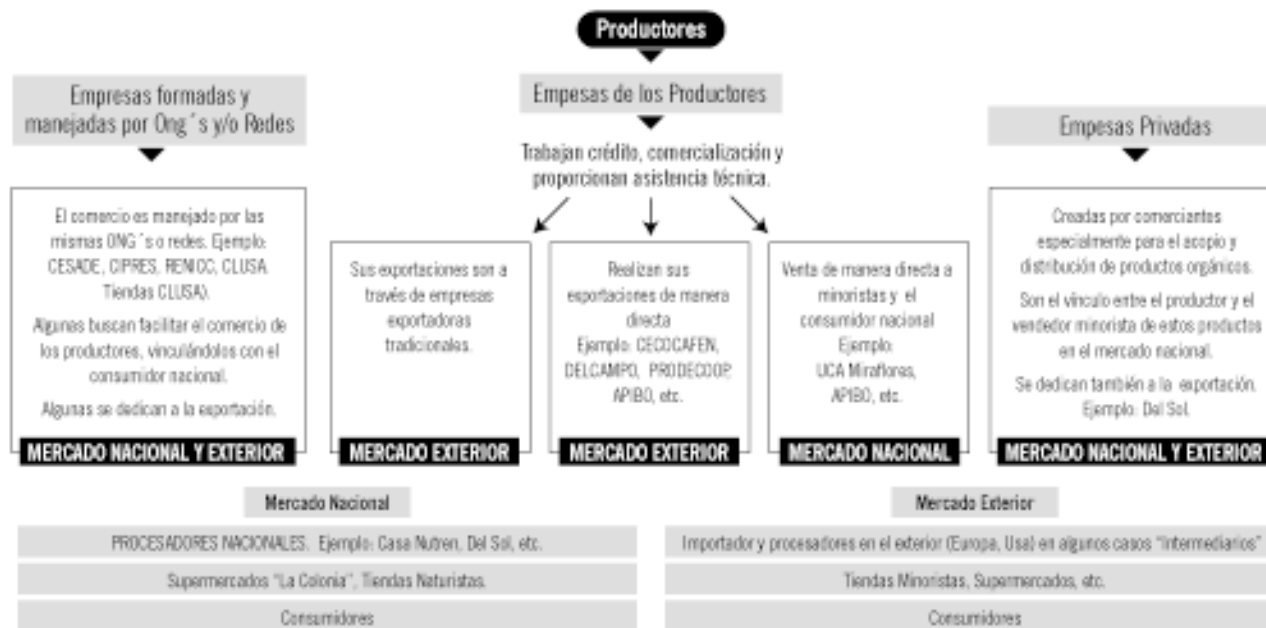 Productores
Empresas formadas y
manejadas por Ong´s y/o Redes
El comercio es manejado por las
mismas ONG´s o redes. Ejemplo:
CESADE, CIPRES, RENICC, CLUSA.
Tiendas CLUSA).
Algunas buscan facilitar el comercio de
los productores, vinculándolos con el
consumidor nacional.
Algunas se dedican a la exportación.
MERCADO NACIONAL Y EXTERIOR
Empesas de los Productores
Trabajan crédito, comercialización y
proporcionan asistencia técnica.
Sus exportaciones son a
través de empresas
exportadoras
tradicionales.
MERCADO EXTERIOR
Realizan sus
exportaciones de manera
directa
Ejemplo: CECOCAFEN,
DELCAMPO, PRODECOOP,
APIBO, etc.
MERCADO EXTERIOR
Venta de manera directa a
minoristas y el
consumidor nacional
Ejemplo:
UCA Miraflores,
APIBO, etc.
MERCADO NACIONAL
Empesas Privadas
Creadas por comerciantes
especialmente para el acopio y
distribución de productos orgánicos.
Son el vínculo entre el productor y el
vendedor minorista de estos productos
en el mercado nacional.
Se dedican también a la exportación.
Ejemplo: Del Sol.
MERCADO NACIONAL Y EXTERIOR
Mercado Nacional
PROCESADORES NACIONALES. Ejemplo: Casa Nutren, Del Sol, etc.
Supermercados "La Colonia", Tiendas Naturistas.
Consumidores
Mercado Exterior
Importador y procesadores en el exterior (Europa, Usa) en algunos casos "Intermediarios"
Tiendas Minoristas, Supermercados, etc.
Consumidores